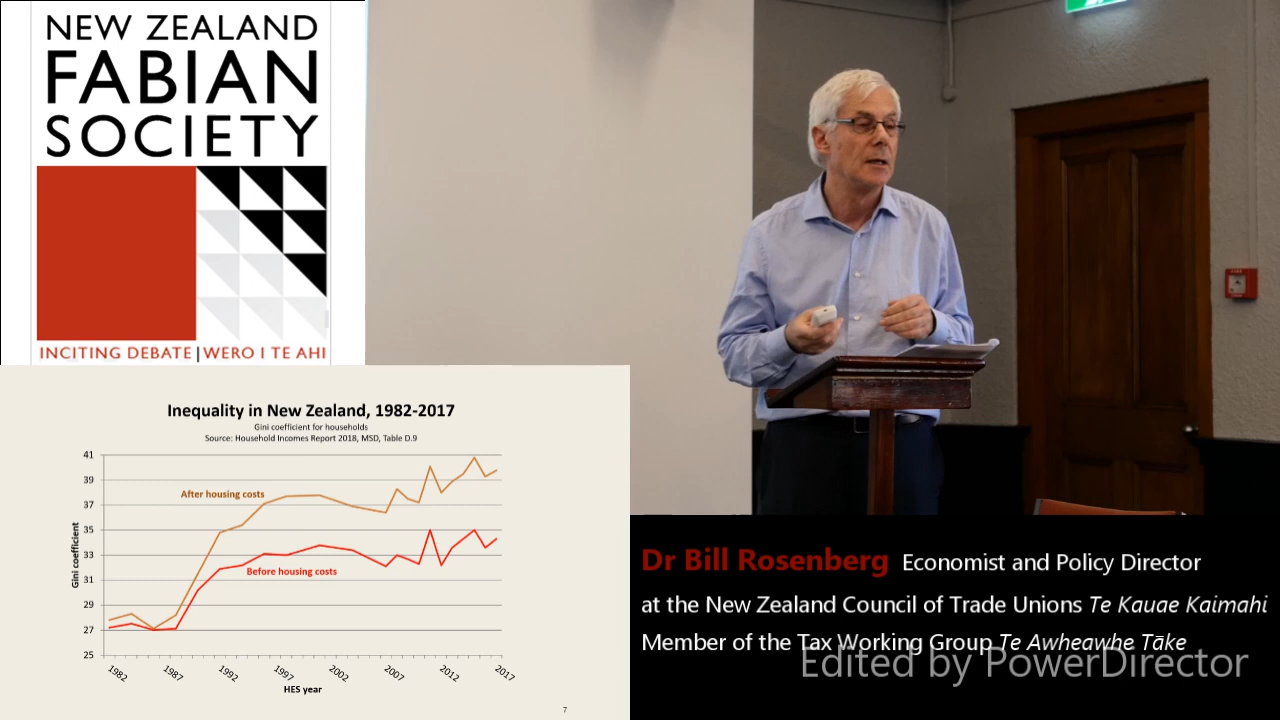 NEW ZEALAND
FABIAN
SOCIETY
INCITING DEBATE | WERO I TE AHI
FIRE
Inequality in New Zealand, 1982-2017
Gini coefficient for households
Source: Household Incomes Report 2018, MSD, Table D.9
41
39
37
35
33
31
29
27
25
Gini coefficient
After housing costs
Before housing costs
1982
1987
1992
1997
2002
2007
2012
2017
HES year
7
Dr Bill Rosenberg Economist and Policy Director
at the New Zealand Council of Trade Unions Te Kauae Kaimahi
Member of the Tax Working Group Te Awheawhe Tāke
Edited by PowerDirector